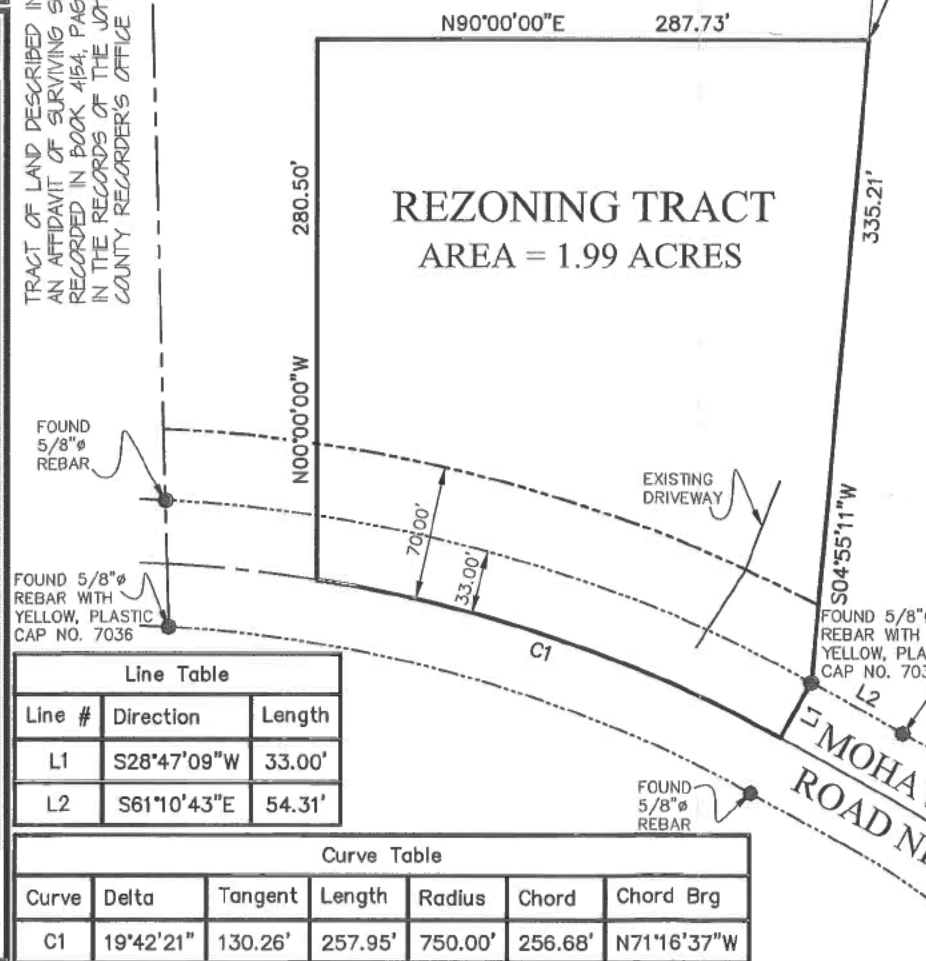 TRACT OF LAND DESCRIBED IN
AN AFFIDAVIT OF SURVIVING
RECORDED IN BOOK 4154,
IN THE RECORDS OF THE
COUNTY RECORDER'S OFFICE
N90°00'00"E 287.73'
280.50'
N00°00'00"W
REZONING TRACT
AREA = 1.99 ACRES
335.21'
S04°55'11"W
FOUND
5/8"ø
REBAR
EXISTING
DRIVEWAY
70.00'
33.00'
FOUND 5/8"ø
REBAR WITH
YELLOW, PLASTIC
CAP NO. 7036
C1
FOUND 5/8"
REBAR WITH
YELLOW,
CAP NO.
L2
L1
ROAD
FOUND
5/8"ø
REBAR
Line Table
Line # Direction Length
L1 S28°47'09"W 33.00'
L2 S61°10'43"E 54.31'
Curve Table
Curve Delta Tangent Length Radius Chord Chord Brg
C1 19°42'21" 130.26' 257.95' 750.00' 256.68' N71°16'37"W